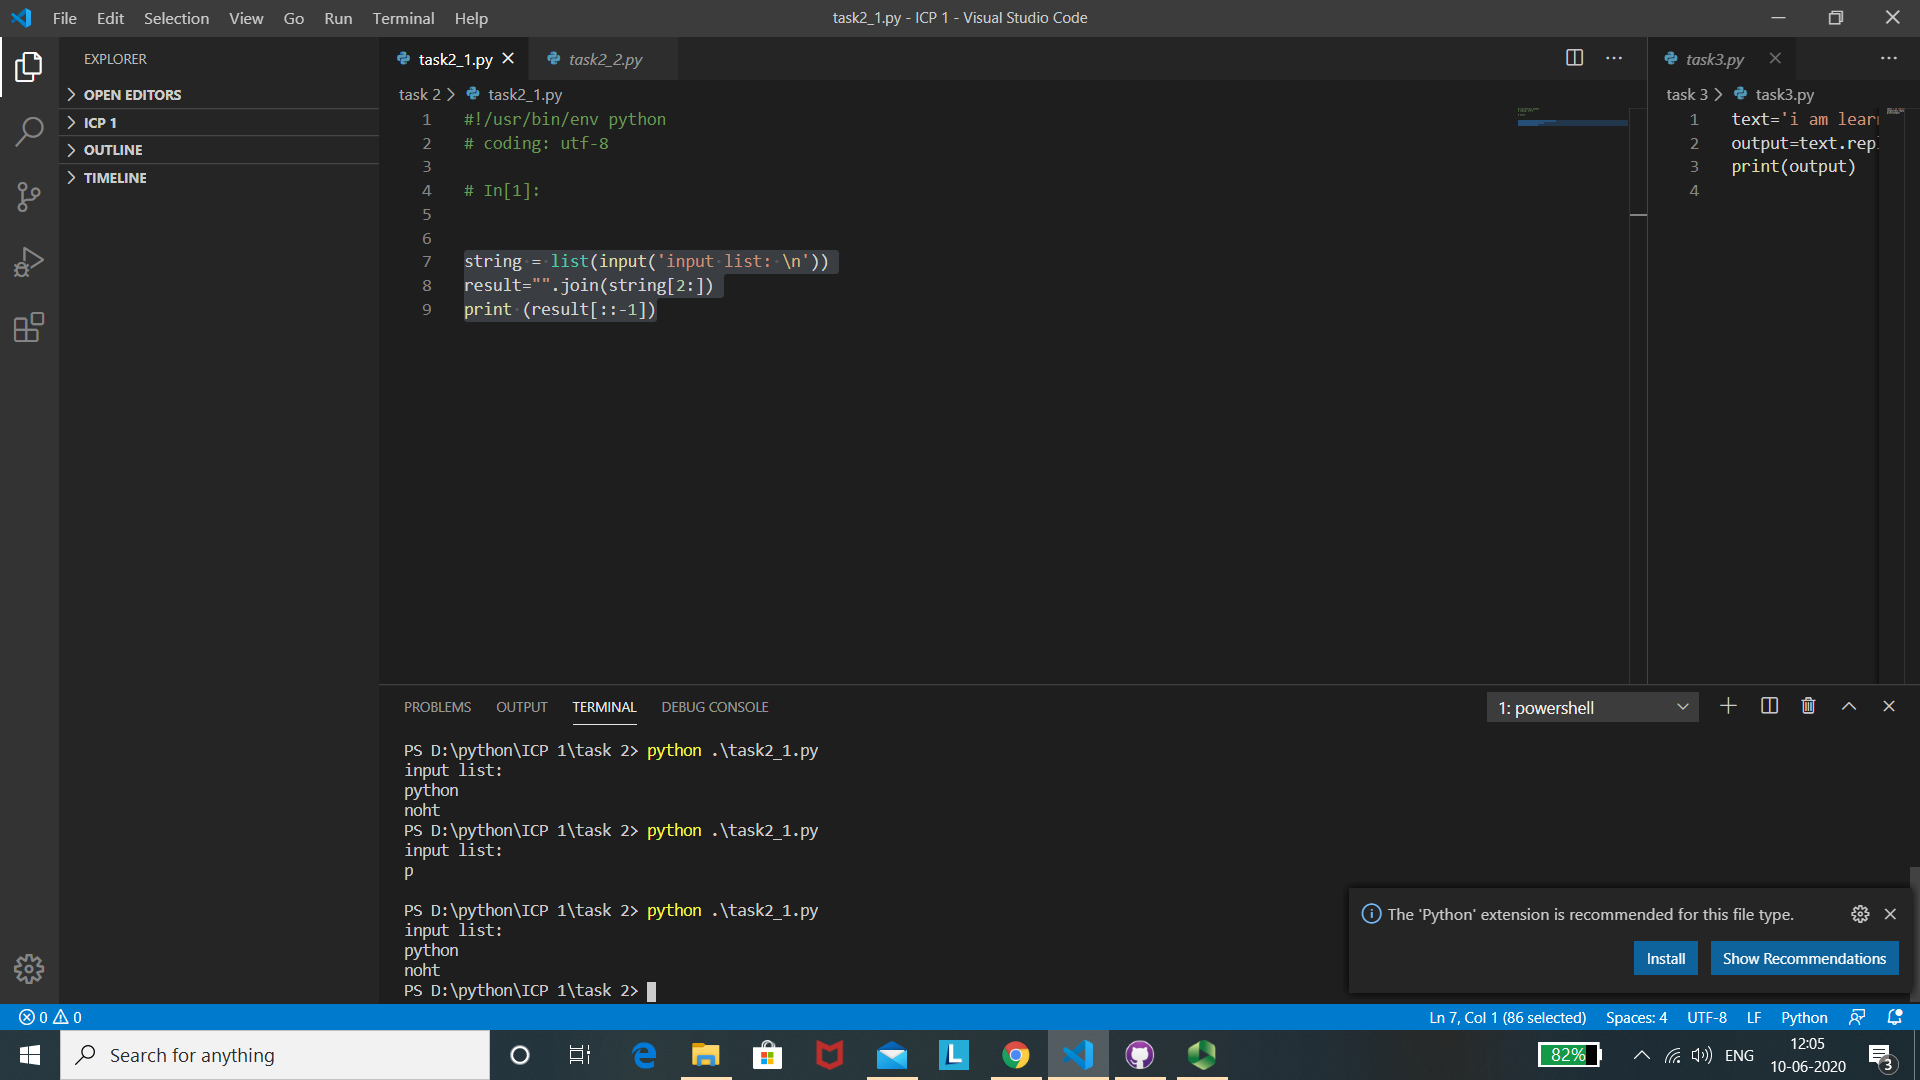 File Edit Selection View Go Run Terminal Help
task2_1.py - ICP 1 - Visual Studio Code
EXPLORER
OPEN EDITORS
ICP 1
OUTLINE
TIMELINE
task2_1.py
task2_2.py
task 2 > task2_1.py
1 #!/usr/bin/env python
2 # coding: utf-8
3
4 # In[1]:
5
6
7 string = list(input('input list: \n'))
8 result="".join(string[2:])
9 print (result[::-1])
task3.py
task 3 > task3.py
1 text='i am lear
2 output=text.rep
3 print(output)
4
PROBLEMS OUTPUT TERMINAL DEBUG CONSOLE
1: powershell
PS D:\python\ICP 1\task 2> python .\task2_1.py
input list:
python
noht
PS D:\python\ICP 1\task 2> python .\task2_1.py
input list:
p
PS D:\python\ICP 1\task 2> python .\task2_1.py
input list:
python
noht
PS D:\python\ICP 1\task 2>
The 'Python' extension is recommended for this file type.
Install
Show Recommendations
0 0
Ln 7, Col 1 (86 selected) Spaces: 4 UTF-8 LF Python
Search for anything
L
82%
ENG
12:05
10-06-2020
3